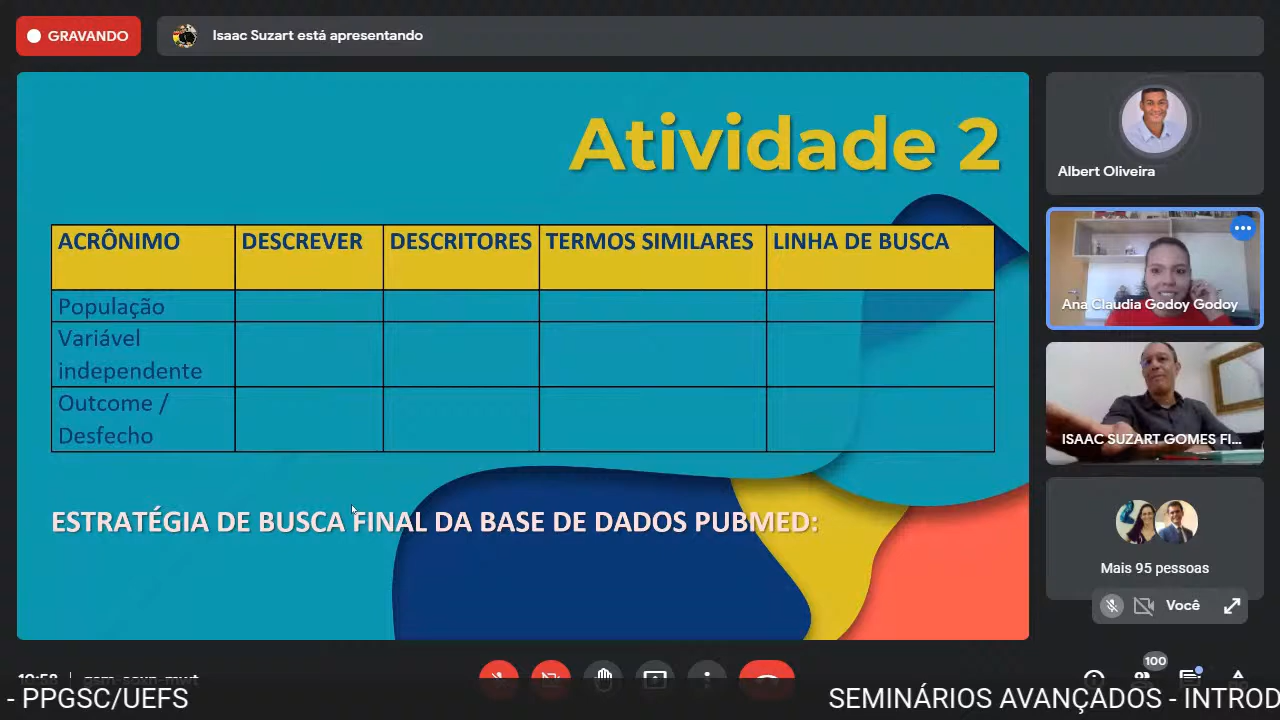 GRAVANDO
Isaac Suzart está apresentando
Atividade 2
ACRÔNIMO DESCREVER DESCRITORES TERMOS SIMILARES LINHA DE BUSCA
População
Variável
independente
Outcome /
Desfecho
ESTRATÉGIA DE BUSCA FINAL DA BASE DE DADOS PUBMED:
Albert Oliveira
Ana Claudia Godoy Godoy
ISAAC SUZART GOMES FI...
Mais 95 pessoas
Você
100
- PPGSC/UEFS
SEMINÁRIOS AVANÇADOS - INTROD